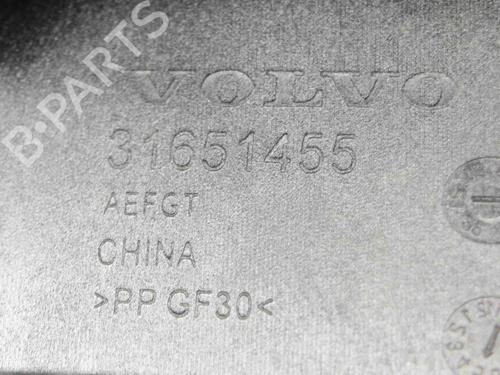 B-PARTS
VOLVO
31651455
AEFGT
CHINA
>PP GF30<